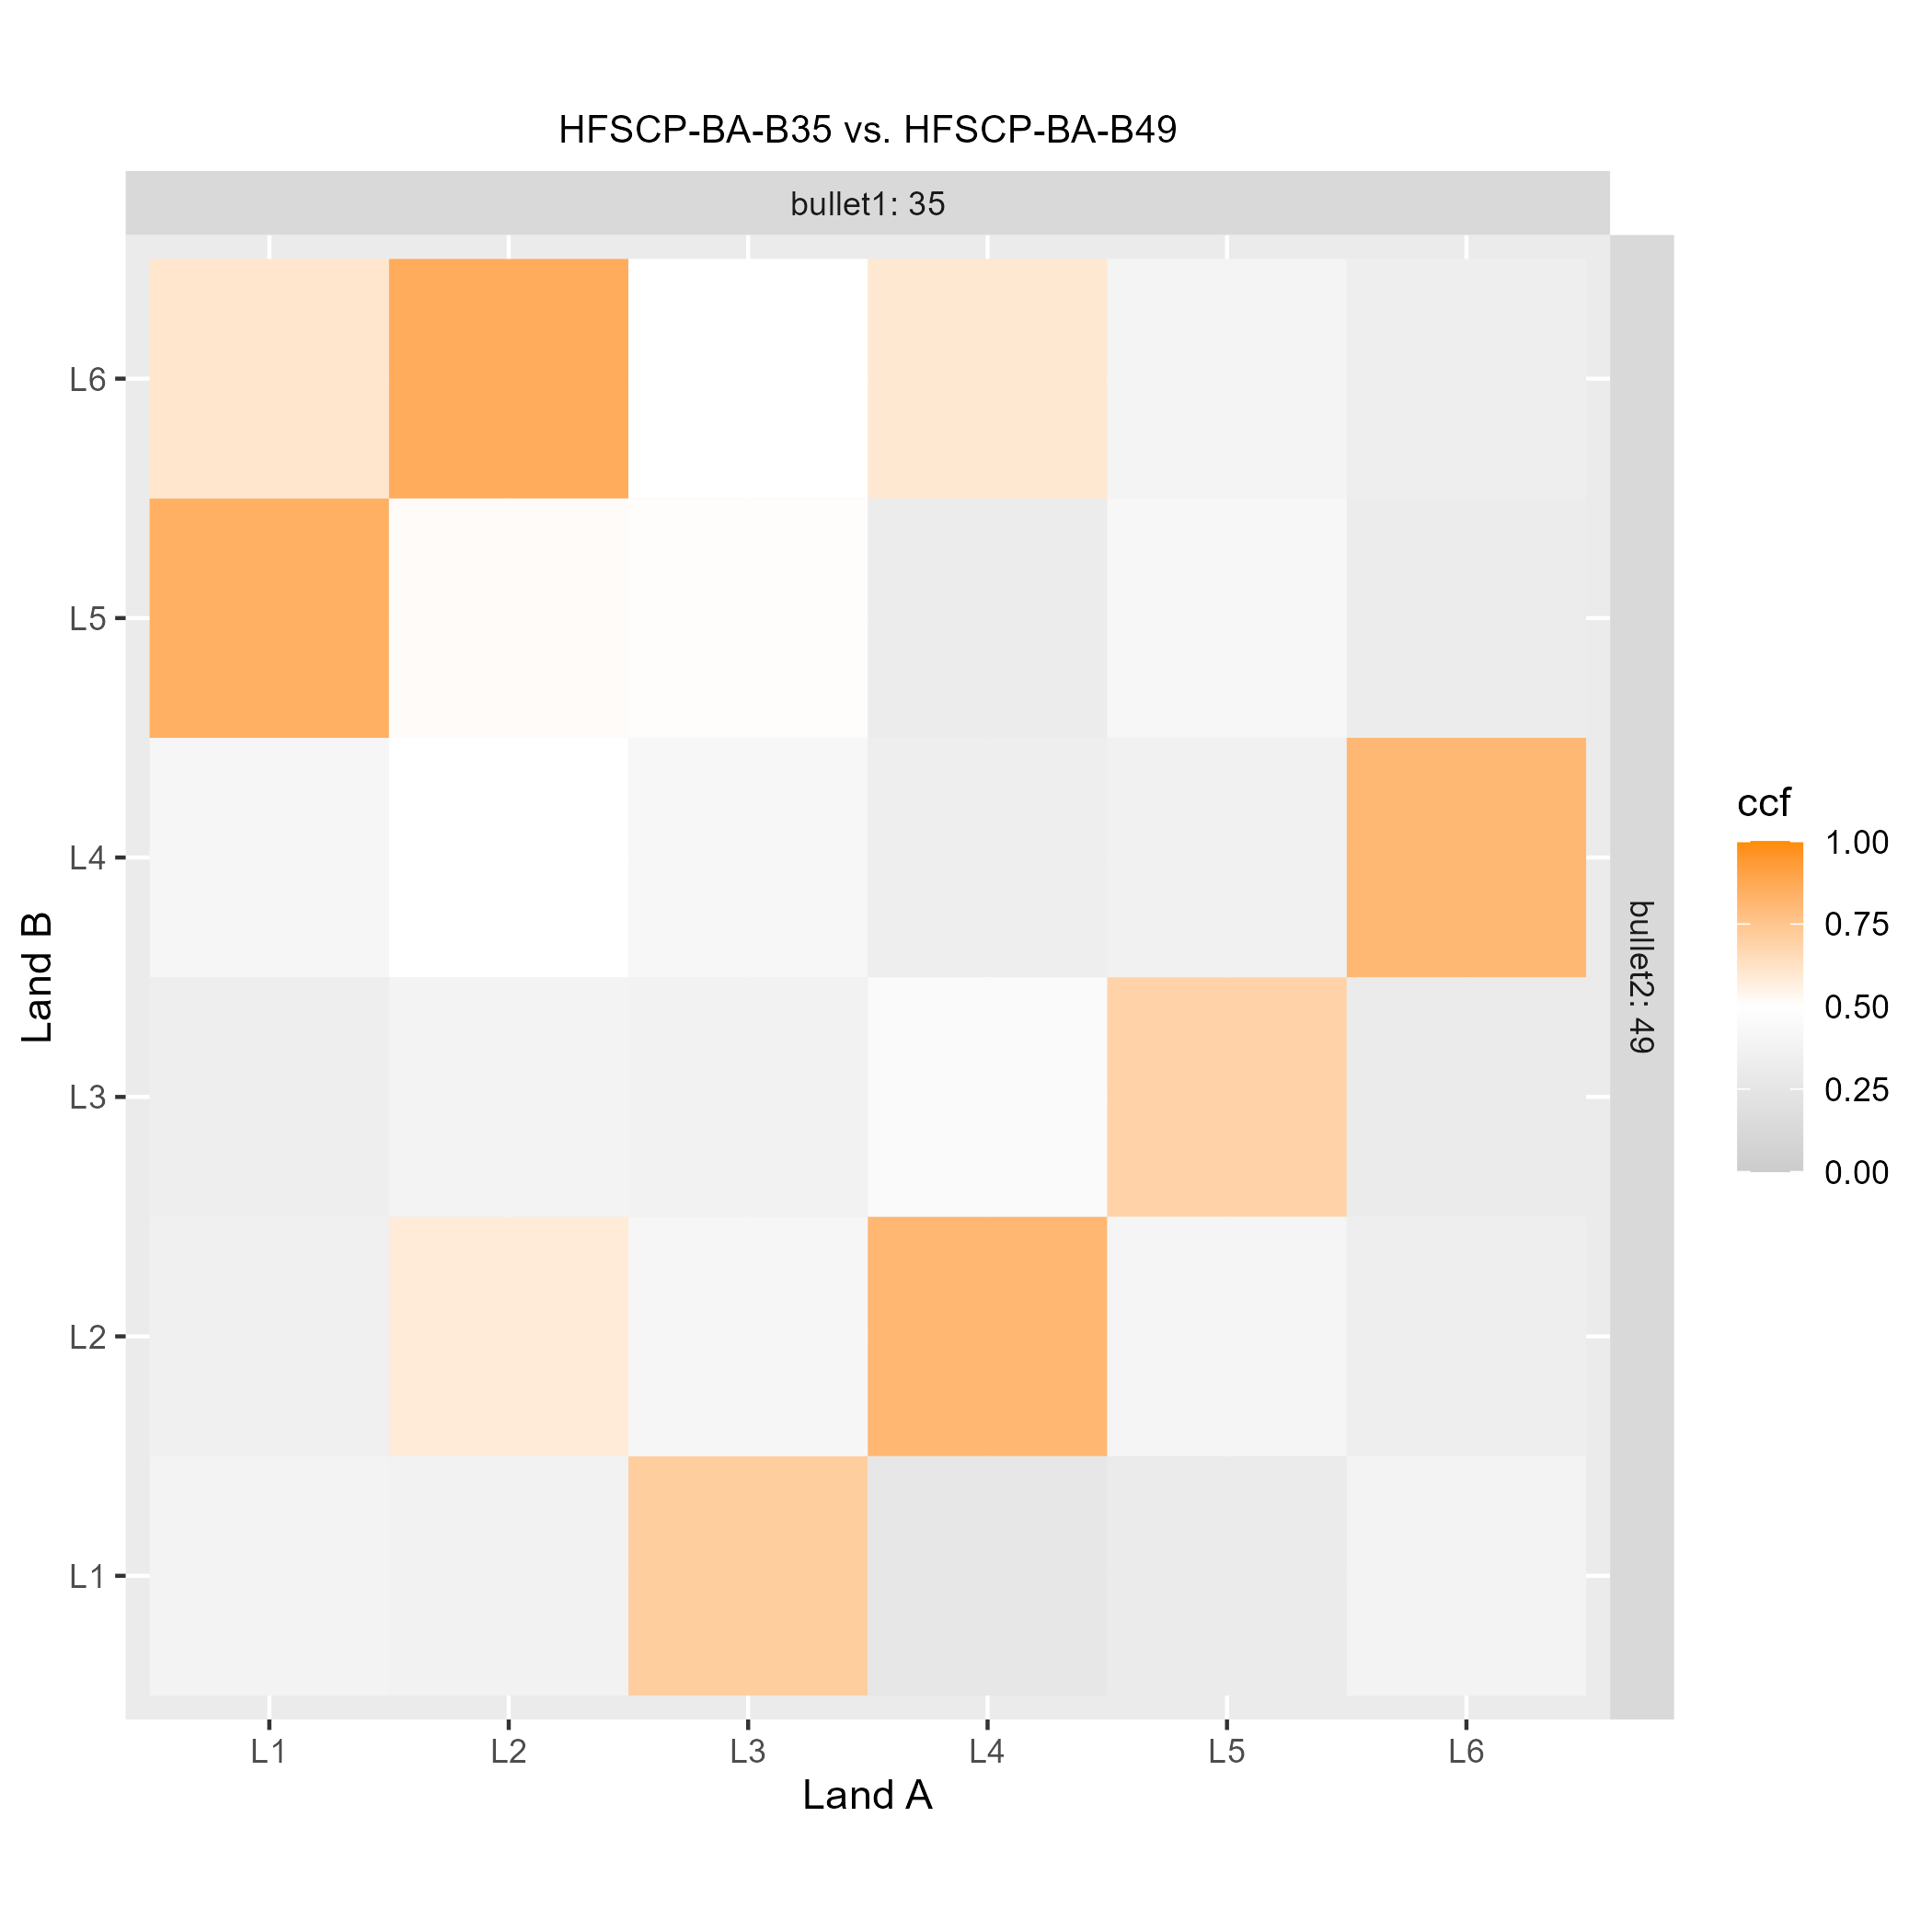 HFSCP-BA-B35 vs. HFSCP-BA-B49
bullet1: 35
L6
L5
L4
L3
L2
L1
Land B
bullet2: 49
L1 L2 L3 L4 L5 L6
Land A
ccf
1.00
0.75
0.50
0.25
0.00